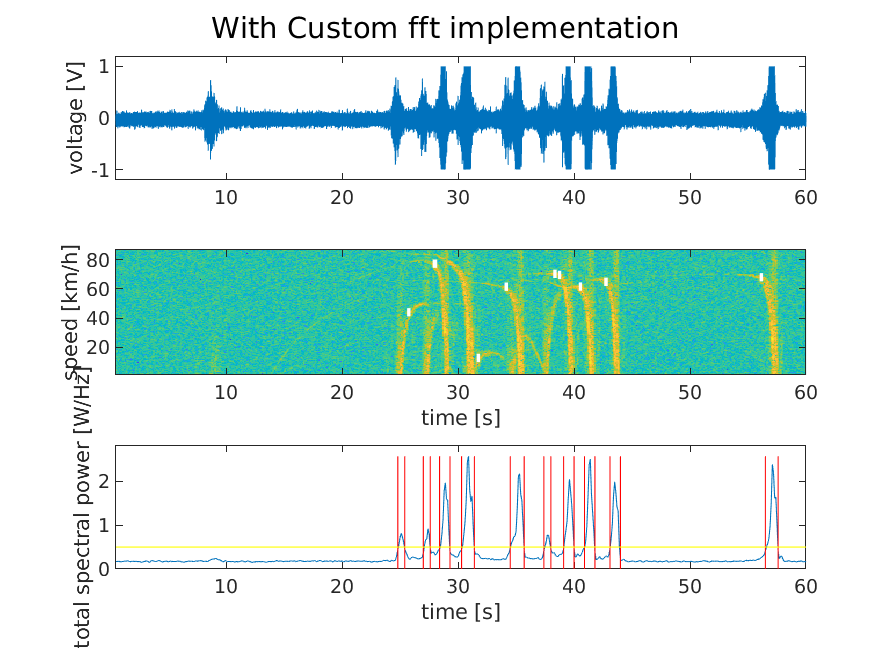 With Custom fft implementation
voltage [V]
1
0
-1
10 20 30 40 50 60
speed [km/h]
80
60
40
20
10 20 30 40 50 60
time [s]
total spectral power [W/Hz]
2
1
0
10 20 30 40 50 60
time [s]